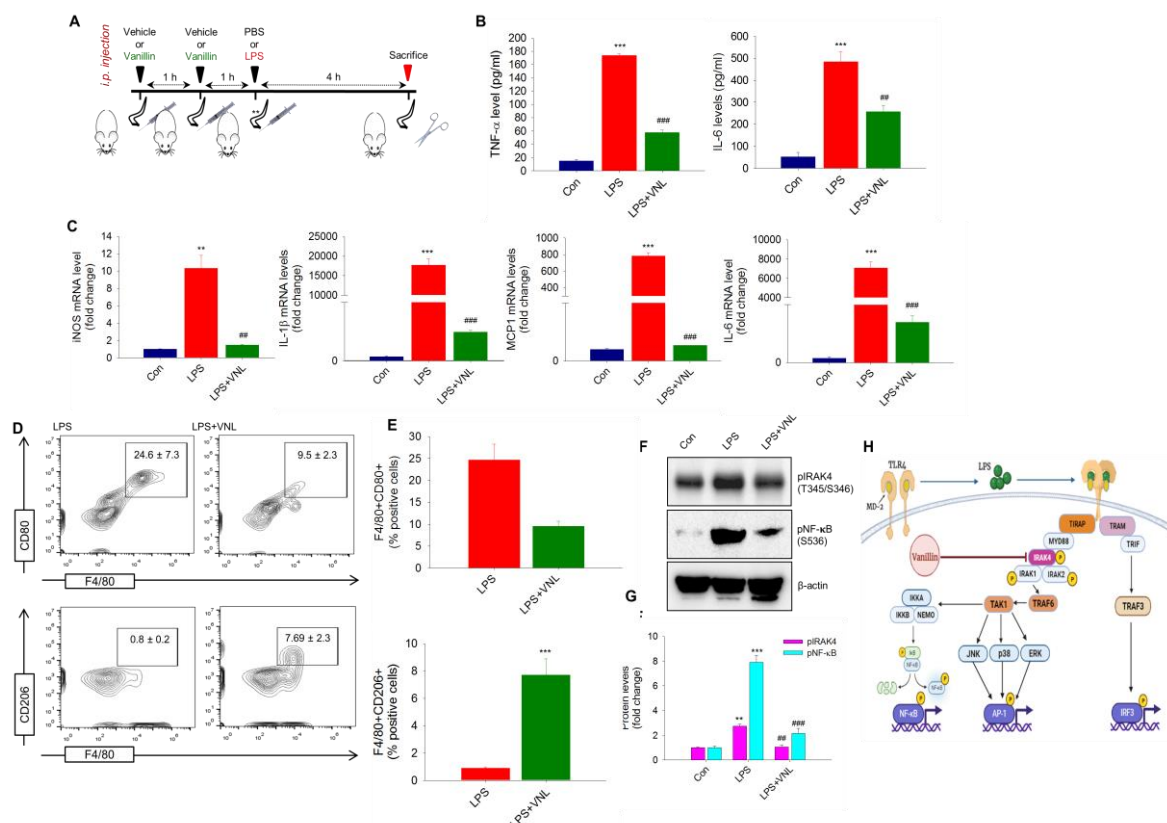 A
i.p. injection
Vehicle
or
Vanillin
Vehicle
or
Vanillin
PBS
or
LPS
Sacrifice
1 h
1 h
4 h
**
B
TNF-α level (pg/ml)
200
180
160
140
120
100
80
60
40
20
0
***
###
Con
LPS
LPS+VNL
IL-6 levels (pg/ml)
600
500
400
300
200
100
0
***
##
Con
LPS
LPS+VNL
C
iNOS mRNA level
(fold change)
14
12
10
8
6
4
2
0
**
##
Con
LPS
LPS+VNL
IL-1β mRNA levels
(fold change)
25000
20000
15000
10000
0
***
###
Con
LPS
LPS+VNL
MCP1 mRNA levels
(fold change)
1000
800
600
400
0
***
###
Con
LPS
LPS+VNL
IL-6 mRNA levels
(fold change)
10000
8000
6000
4000
0
***
###
Con
LPS
LPS+VNL
D
LPS
LPS+VNL
24.6 ± 7.3
9.5 ± 2.3
CD80
F4/80
0.8 ± 0.2
7.69 ± 2.3
CD206
F4/80
E
F4/80+CD80+
(% positive cells)
30
25
20
15
10
5
0
LPS
LPS+VNL
F4/80+CD206+
(% positive cells)
10
8
6
4
2
0
***
LPS
LPS+VNL
F
Con
LPS
LPS+VNL
pIRAK4
(T345/S346)
pNF-κB
(S536)
β-actin
G
Protein levels
(fold change)
10
8
6
4
2
0
pIRAK4
pNF-κB
**
***
##
###
Con
LPS
LPS+VNL
H
TLR4
LPS
MD-2
TIRAP
TRAM
MYD88
TRIF
Vanillin
IRAK4
P
IRAK1
IRAK2
P
P
IKKA
IKKB
NEMO
TAK1
TRAF6
TRAF3
JNK
p38
ERK
P
NF-κB
P
NF-κB
P
NF-κB
P
AP-1
P
IRF3
P